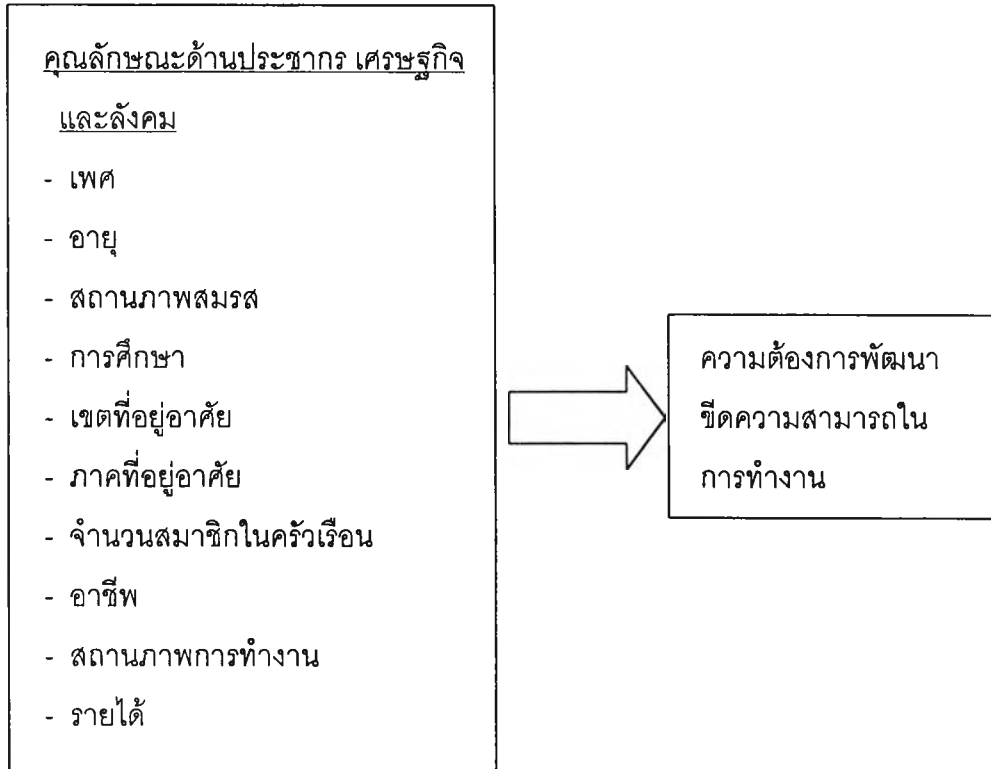 คุณลักษณะด้านประชากร เศรษฐกิจ
และลังคม
- เพศ
- อายุ
- สถานภาพสมรส
- การศึกษา
- เขตที่อยู่อาศัย
- ภาคที่อยู่อาศัย
- จำนวนสมาชิกในครัวเรือน
- อาชีพ
- สถานภาพการทำงาน
- รายได้
ความต้องการพัฒนา
ขีดความสามารถใน
การทำงาน